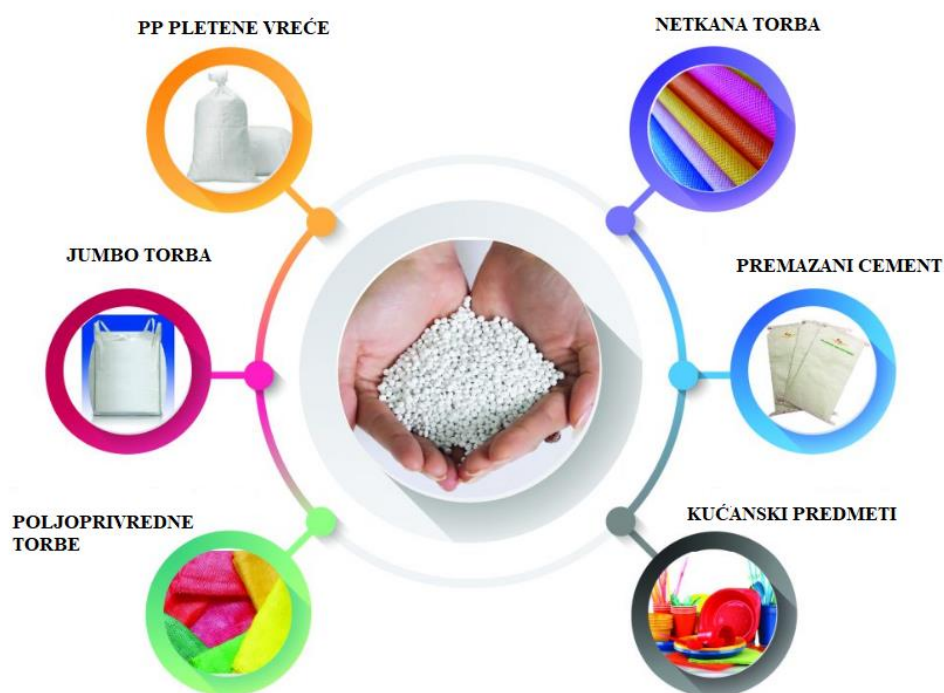 PP PLETENE VREĆE
NETKANA TORBA
JUMBO TORBA
PREMAZANI CEMENT
POLJOPRIVREDNE
TORBE
KUĆANSKI PREDMETI